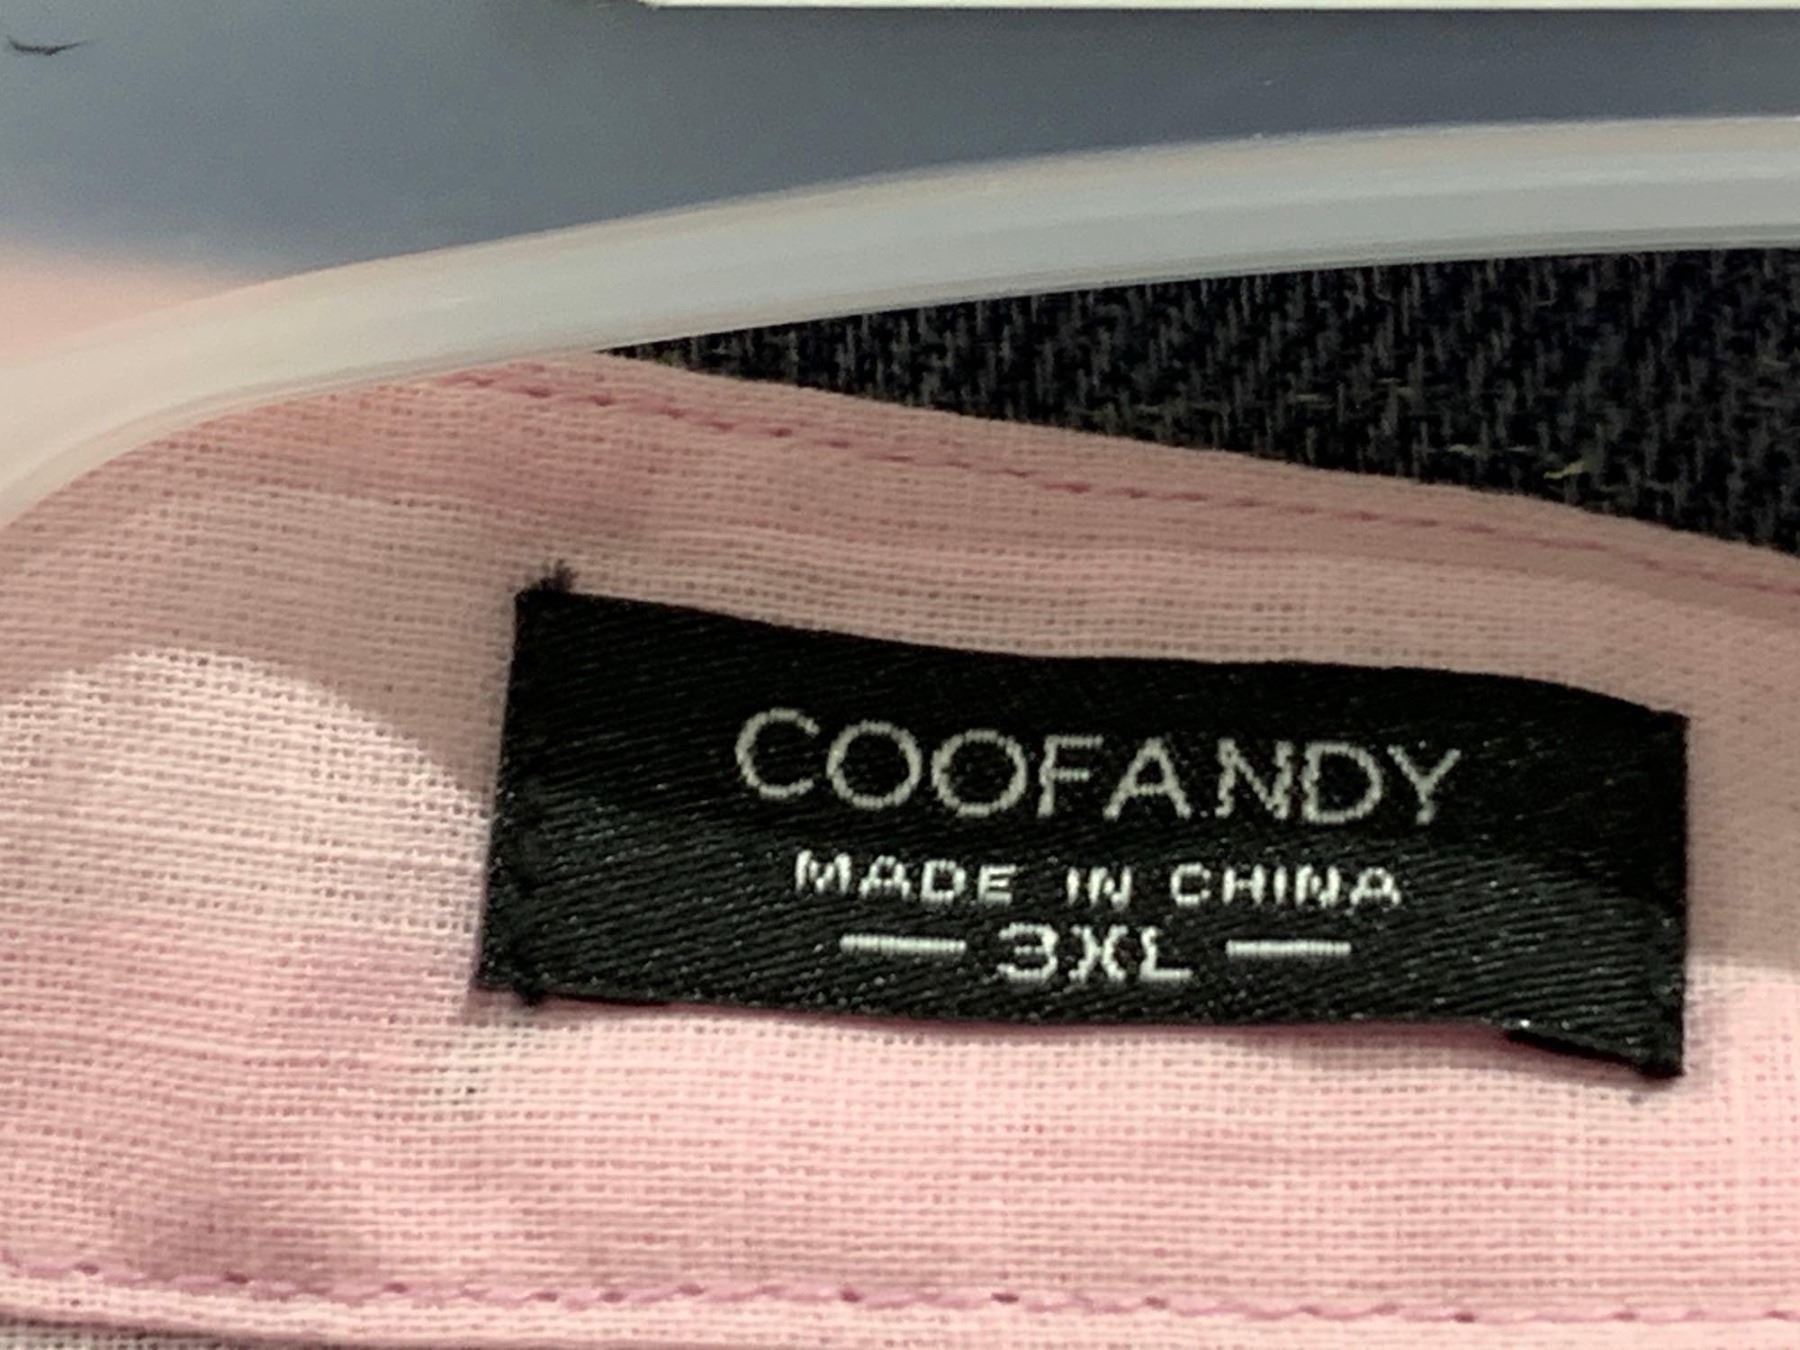 COOFANDY
MADE IN CHINA
— 3XL —